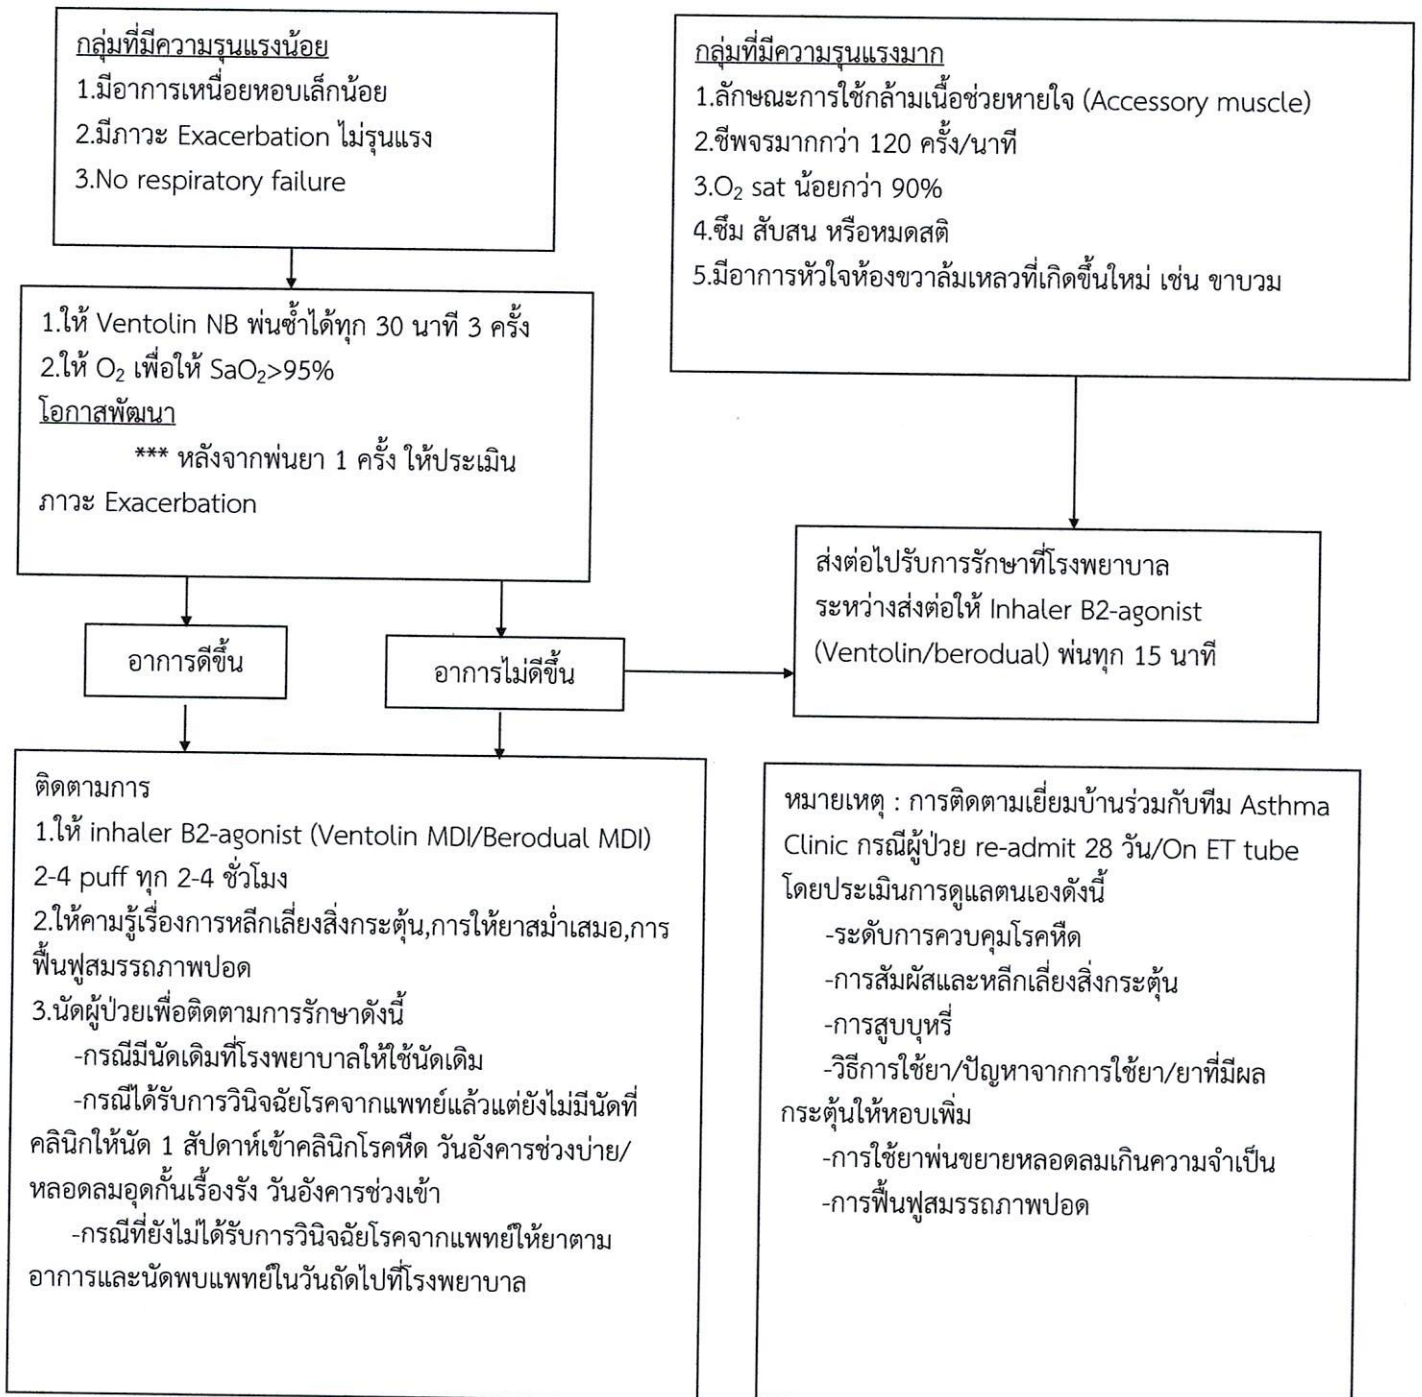 กลุ่มที่มีความรุนแรงน้อย
1.มีอาการเหนื่อยหอบเล็กน้อย
2.มีภาวะ Exacerbation ไม่รุนแรง
3.No respiratory failure
กลุ่มที่มีความรุนแรงมาก
1.ลักษณะการใช้กล้ามเนื้อช่วยหายใจ (Accessory muscle)
2.ชีพจรมากกว่า 120 ครั้ง/นาที
3.O₂ sat น้อยกว่า 90%
4.ซึม สับสน หรือหมดสติ
5.มีอาการหัวใจห้องขวาล้มเหลวที่เกิดขึ้นใหม่ เช่น ขาบวม
1.ให้ Ventolin NB พ่นซ้ำได้ทุก 30 นาที 3 ครั้ง
2.ให้ O₂ เพื่อให้ SaO₂>95%
โอกาสพัฒนา
*** หลังจากพ่นยา 1 ครั้ง ให้ประเมิน
ภาวะ Exacerbation
ส่งต่อไปรับการรักษาที่โรงพยาบาล
ระหว่างส่งต่อให้ Inhaler B2-agonist
(Ventolin/berodual) พ่นทุก 15 นาที
อาการดีขึ้น
อาการไม่ดีขึ้น
ติดตามการ
1.ให้ inhaler B2-agonist (Ventolin MDI/Berodual MDI)
2-4 puff ทุก 2-4 ชั่วโมง
2.ให้คามรู้เรื่องการหลีกเลี่ยงสิ่งกระตุ้น,การให้ยาสม่ำเสมอ,การ
ฟื้นฟูสมรรถภาพปอด
3.นัดผู้ป่วยเพื่อติดตามการรักษาดังนี้
-กรณีมีนัดเดิมที่โรงพยาบาลให้ใช้นัดเดิม
-กรณีได้รับการวินิจฉัยโรคจากแพทย์แล้วแต่ยังไม่มีนัดที่
คลินิกให้นัด 1 สัปดาห์เข้าคลินิกโรคหืด วันอังคารช่วงบ่าย/
หลอดลมอุดกั้นเรื้องรัง วันอังคารช่วงเข้า
-กรณีที่ยังไม่ได้รับการวินิจฉัยโรคจากแพทย์ให้ยาตาม
อาการและนัดพบแพทย์ในวันถัดไปที่โรงพยาบาล
หมายเหตุ : การติดตามเยี่ยมบ้านร่วมกับทีม Asthma
Clinic กรณีผู้ป่วย re-admit 28 วัน/On ET tube
โดยประเมินการดูแลตนเองดังนี้
-ระดับการควบคุมโรคหืด
-การสัมผัสและหลีกเลี่ยงสิ่งกระตุ้น
-การสูบบุหรี่
-วิธีการใช้ยา/ปัญหาจากการใช้ยา/ยาที่มีผล
กระตุ้นให้หอบเพิ่ม
-การใช้ยาพ่นขยายหลอดลมเกินความจำเป็น
-การฟื้นฟูสมรรถภาพปอด